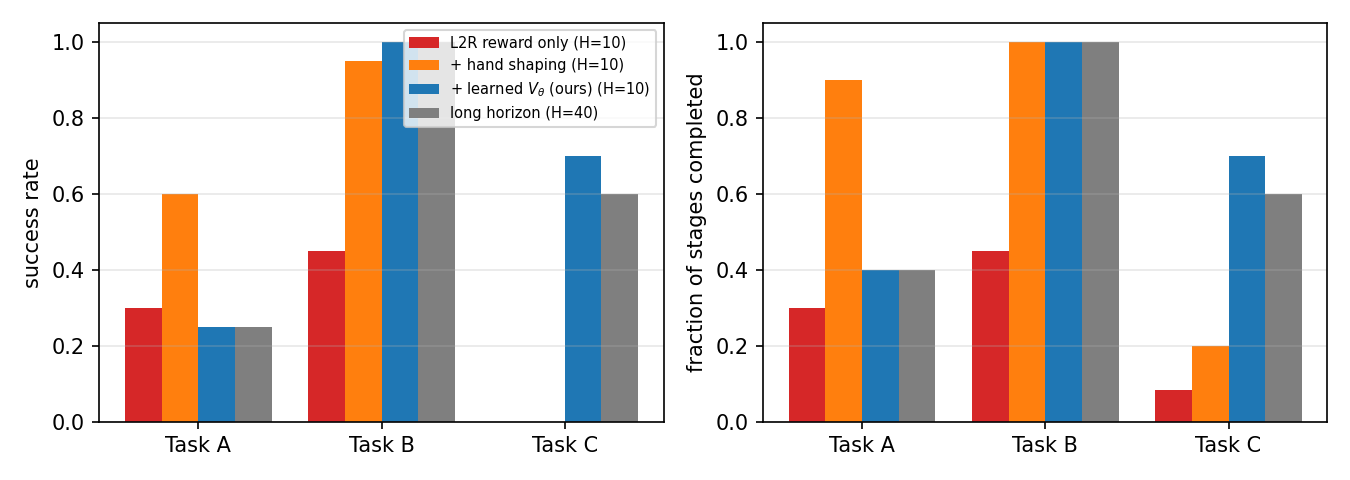 success rate
1.0
0.8
0.6
0.4
0.2
0.0
L2R reward only (H=10)
+ hand shaping (H=10)
+ learned Vθ (ours) (H=10)
long horizon (H=40)
Task A Task B Task C
fraction of stages completed
1.0
0.8
0.6
0.4
0.2
0.0
Task A Task B Task C